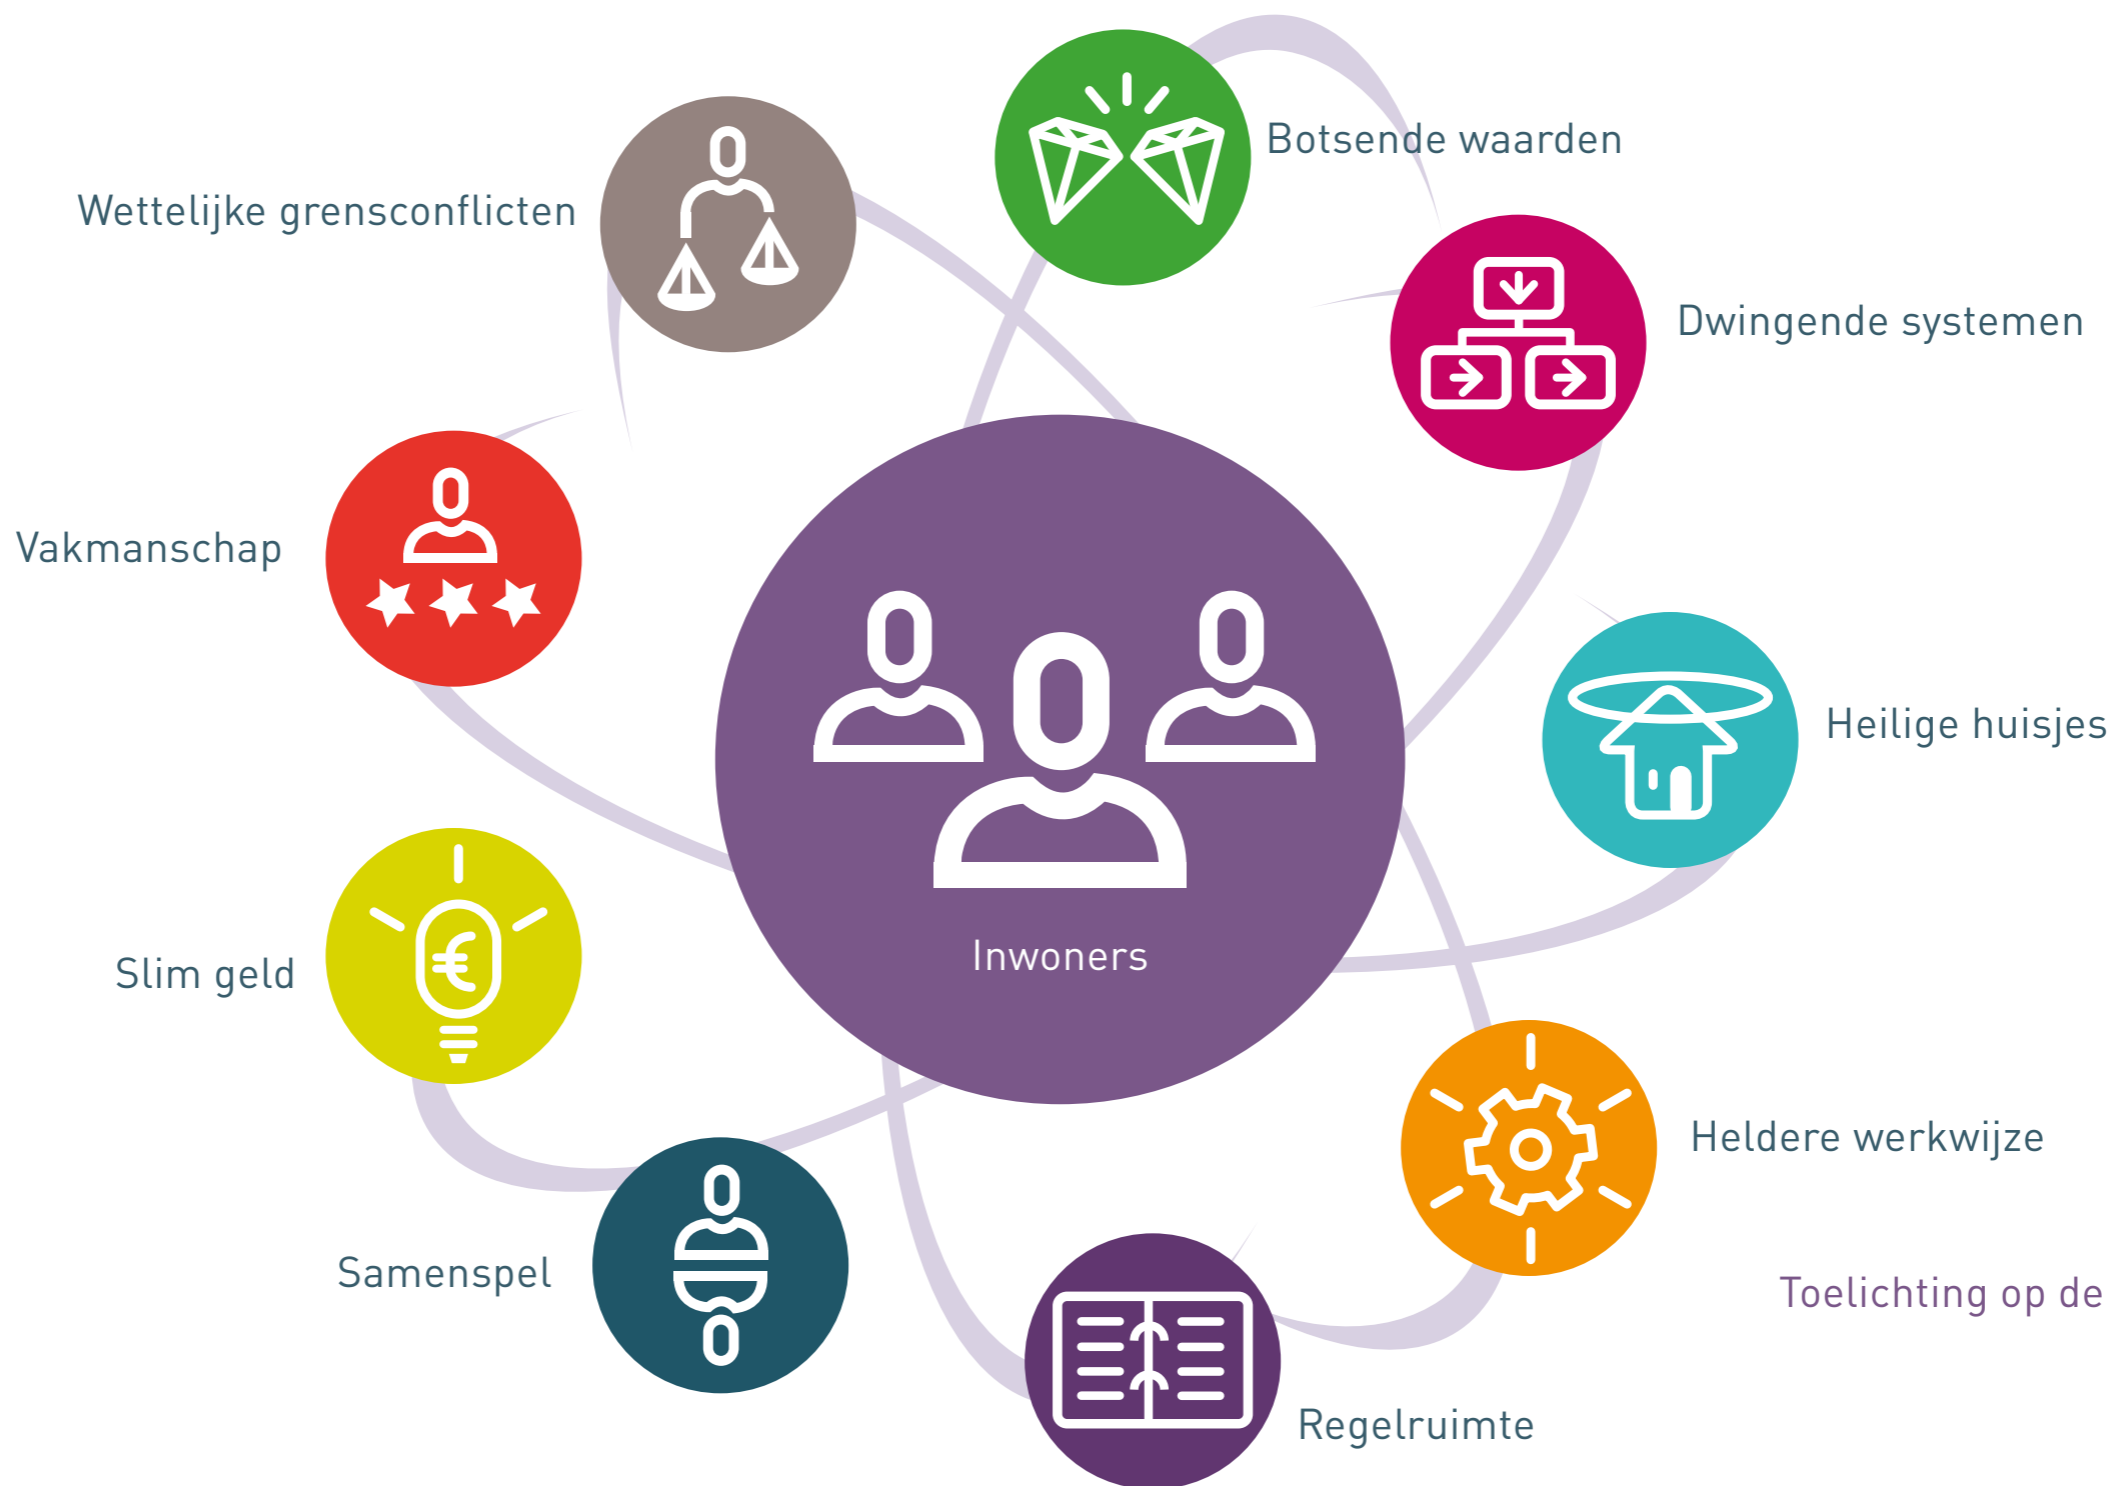 Botsende waarden
Wettelijke grensconflicten
Dwingende systemen
Vakmanschap
Heilige huisjes
Inwoners
Slim geld
Heldere werkwijze
Samenspel
Toelichting op de
Regelruimte